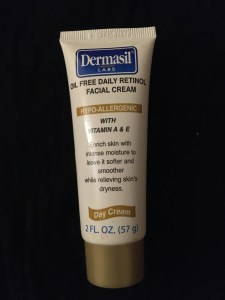 Dermasil
LABS
OIL FREE DAILY RETINOL
FACIAL CREAM
HYPO-ALLERGENIC
WITH
VITAMIN A & E
Enrich skin with
intense moisture to
leave it softer and
smoother
while relieving skin's
dryness.
Day Cream
2 FL. OZ. (57 g)